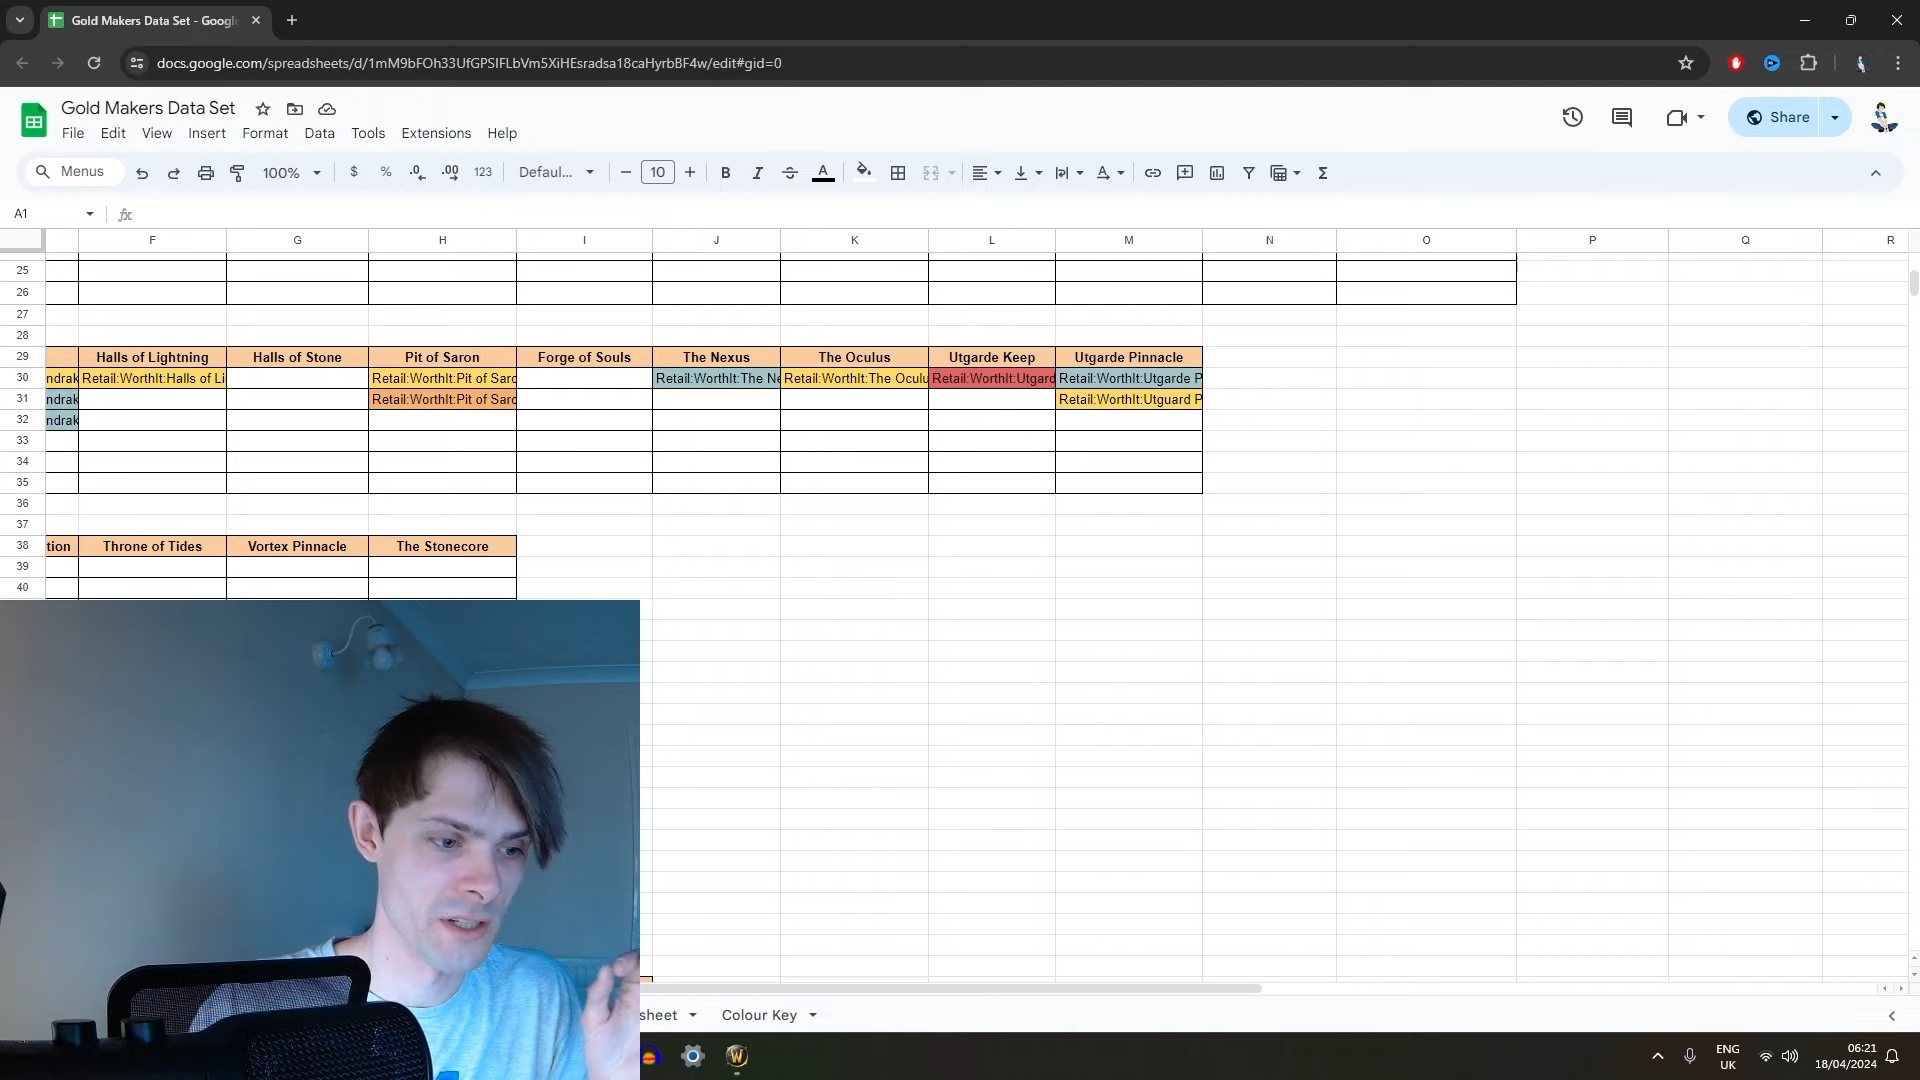 Gold Makers Data Set - Google
docs.google.com/spreadsheets/d/1mM9bFOh33UfGPSIFLbVm5XiHEsradsa18caHyrbBF4w/edit#gid=0
Gold Makers Data Set
Share
File Edit View Insert Format Data Tools Extensions Help
Menus 100% $ % .0 .00 123 Defaul... 10 B I A
A1 fx
F G H I J K L M N O P Q R
25
26
27
28
29 Halls of Lightning Halls of Stone Pit of Saron Forge of Souls The Nexus The Oculus Utgarde Keep Utgarde Pinnacle
30 ndrak Retail:WorthIt:Halls of Li Retail:WorthIt:Pit of Saro Retail:WorthIt:The Ne Retail:WorthIt:The Ocul Retail:WorthIt:Utgard Retail:WorthIt:Utgarde P
31 ndrak Retail:WorthIt:Pit of Saro Retail:WorthIt:Utguard P
32 ndrak
33
34
35
36
37
38 tion Throne of Tides Vortex Pinnacle The Stonecore
39
40
sheet Colour Key
ENG
UK
06:21
18/04/2024